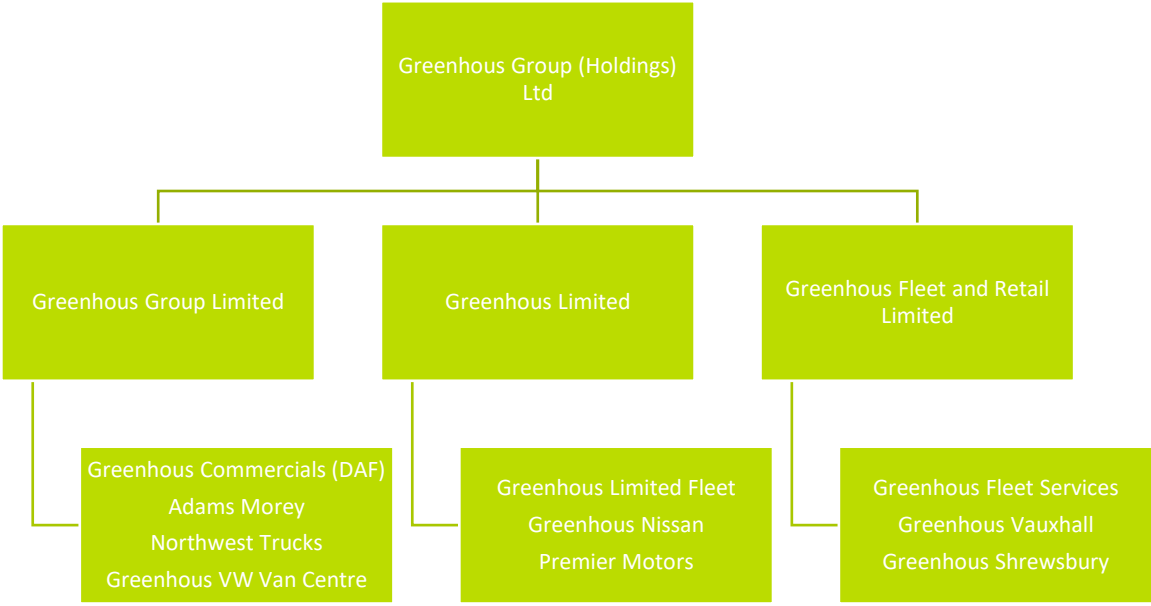 Greenhous Group (Holdings)
Ltd
Greenhous Group Limited
Greenhous Limited
Greenhous Fleet and Retail
Limited
Greenhous Commercials (DAF)
Adams Morey
Northwest Trucks
Greenhous VW Van Centre
Greenhous Limited Fleet
Greenhous Nissan
Premier Motors
Greenhous Fleet Services
Greenhous Vauxhall
Greenhous Shrewsbury